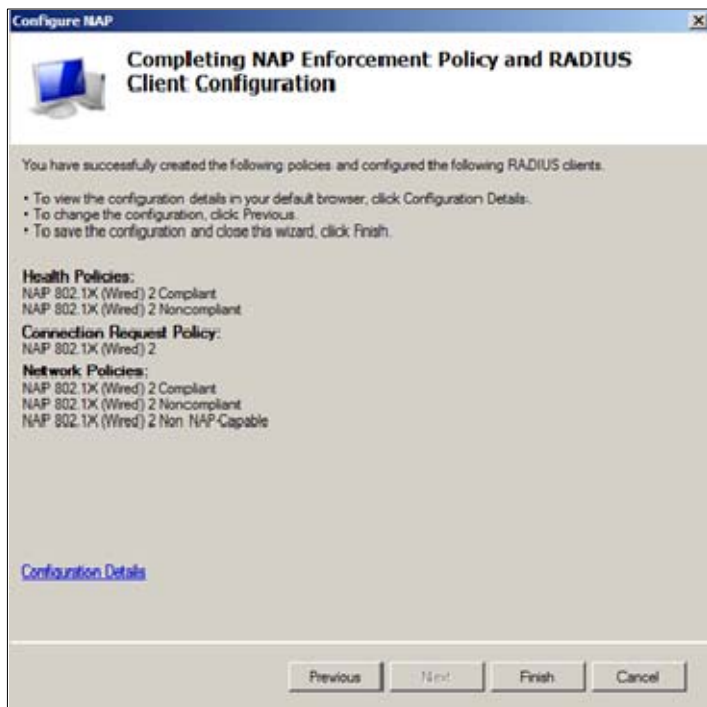 Configure NAP
Completing NAP Enforcement Policy and RADIUS
Client Configuration
You have successfully created the following policies and configured the following RADIUS clients.
• To view the configuration details in your default browser, click Configuration Details.
• To change the configuration, click Previous.
• To save the configuration and close this wizard, click Finish.
Health Policies:
NAP 802.1X (Wired) 2 Compliant
NAP 802.1X (Wired) 2 Noncompliant
Connection Request Policy:
NAP 802.1X (Wired) 2
Network Policies:
NAP 802.1X (Wired) 2 Compliant
NAP 802.1X (Wired) 2 Noncompliant
NAP 802.1X (Wired) 2 Non NAP-Capable
Configuration Details
Previous Next Finish Cancel